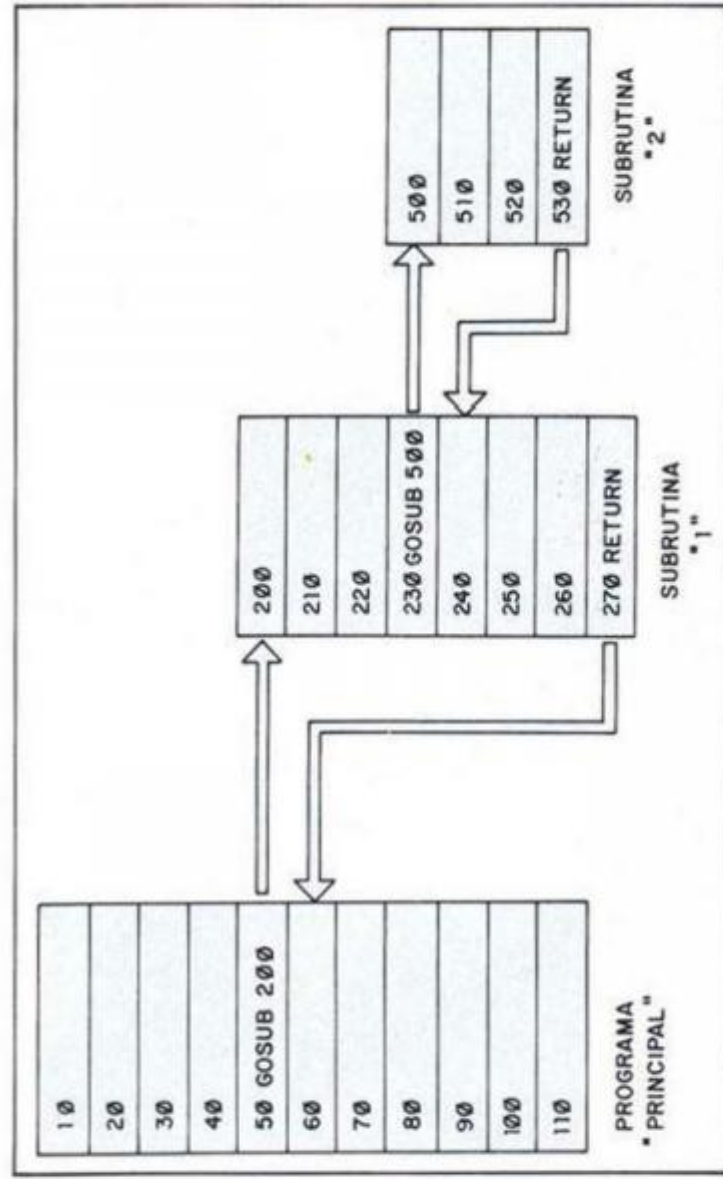 10
20
30
40
50 GOSUB 200
60
70
80
90
100
110
PROGRAMA
"PRINCIPAL"
200
210
220
230 GOSUB 500
240
250
260
270 RETURN
SUBRUTINA
"1"
500
510
520
530 RETURN
SUBRUTINA
"2"